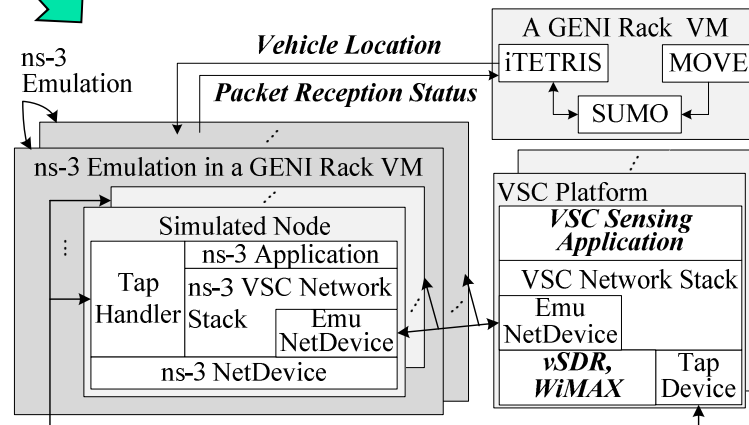 ns-3
Emulation
Vehicle Location
Packet Reception Status
A GENI Rack VM
iTETRIS
MOVE
SUMO
ns-3 Emulation in a GENI Rack VM
Simulated Node
Tap
Handler
ns-3 Application
ns-3 VSC Network
Stack
Emu
NetDevice
ns-3 NetDevice
VSC Platform
VSC Sensing
Application
VSC Network Stack
Emu
NetDevice
vSDR,
WiMAX
Tap
Device